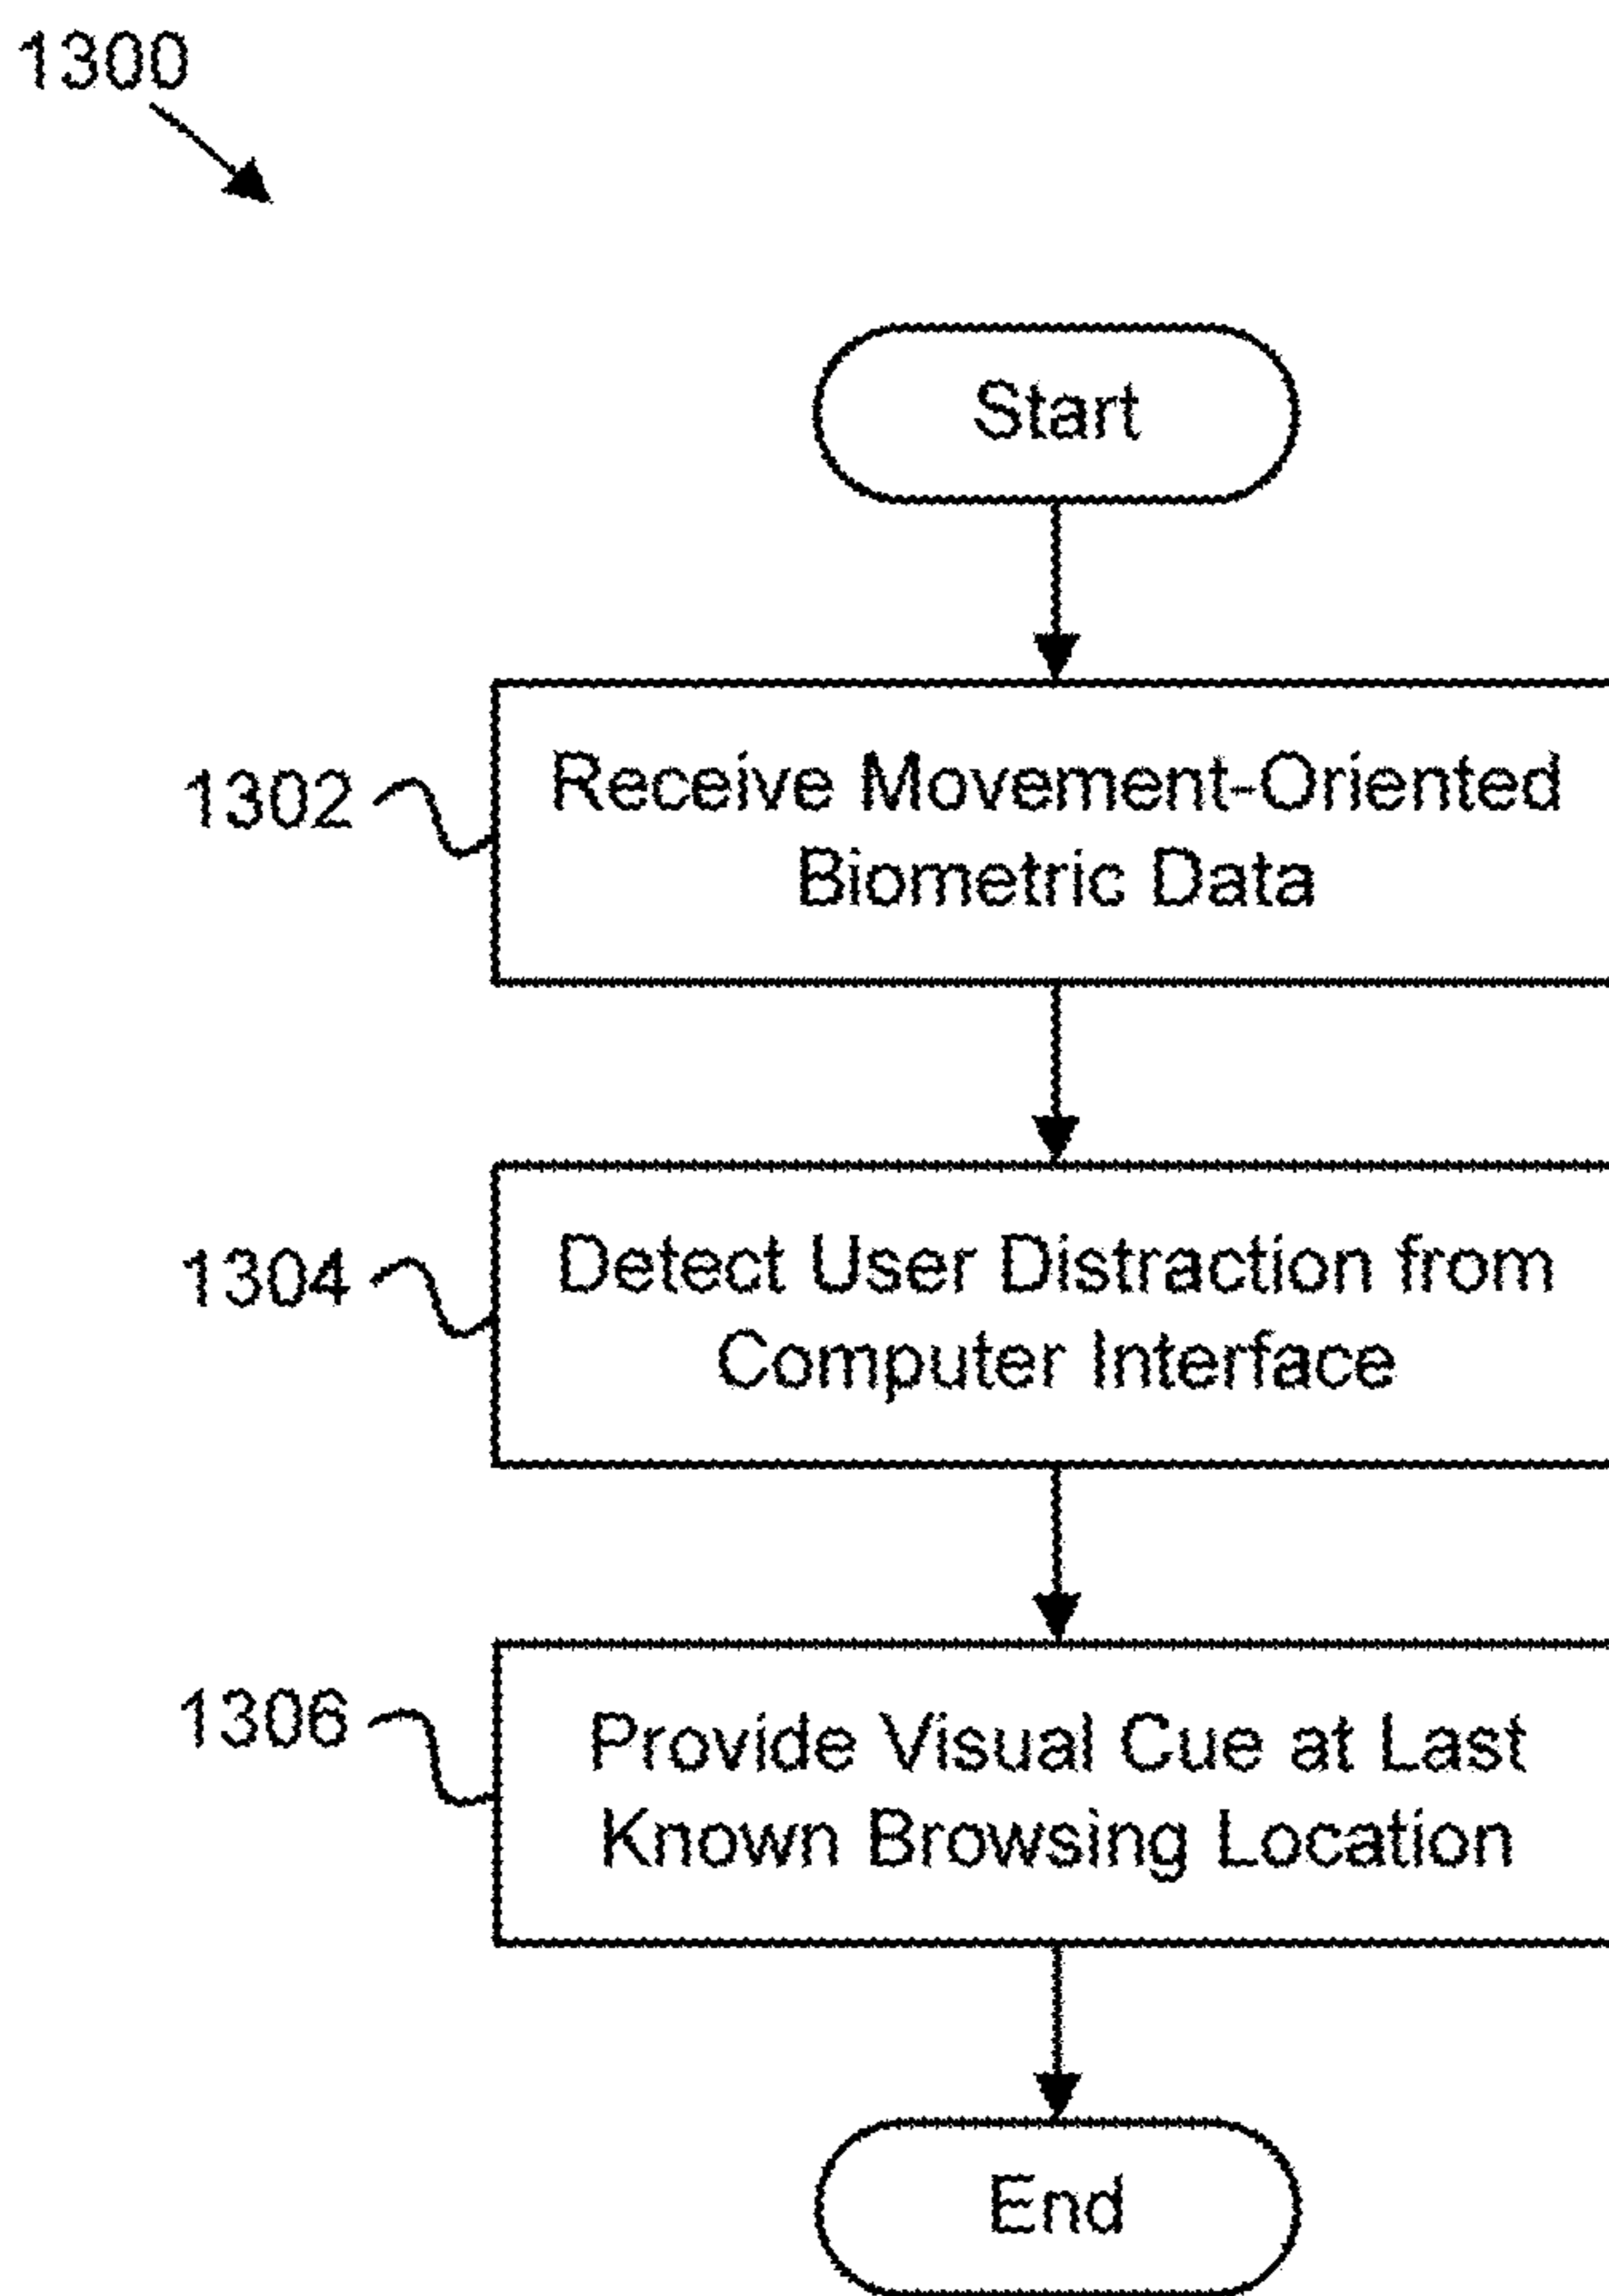 1300
Start
1302
Receive Movement-Oriented
Biometric Data
1304
Detect User Distraction from
Computer Interface
1306
Provide Visual Cue at Last
Known Browsing Location
End